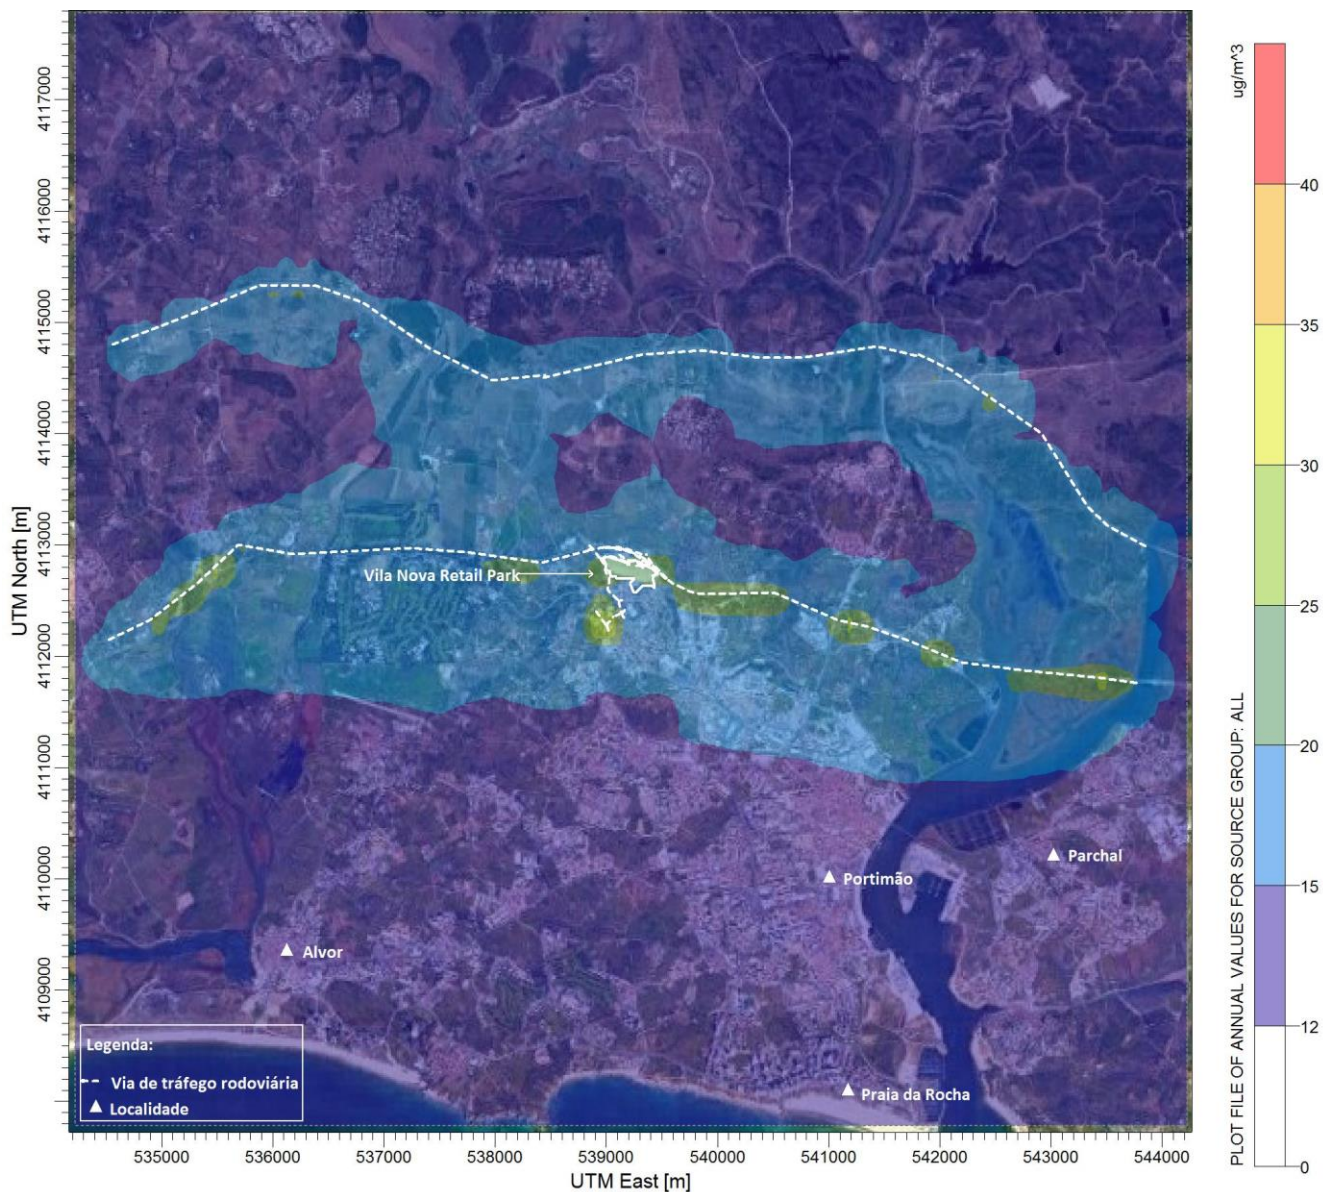 4117000
4116000
4115000
4114000
4113000
4112000
4111000
4110000
4109000
UTM North [m]
Vila Nova Retail Park
Portimão
Parchal
Alvor
Praia da Rocha
Legenda:
Via de tráfego rodoviária
Localidade
535000 536000 537000 538000 539000 540000 541000 542000 543000 544000
UTM East [m]
ug/m^3
40
35
30
25
20
15
12
0
PLOT FILE OF ANNUAL VALUES FOR SOURCE GROUP: ALL